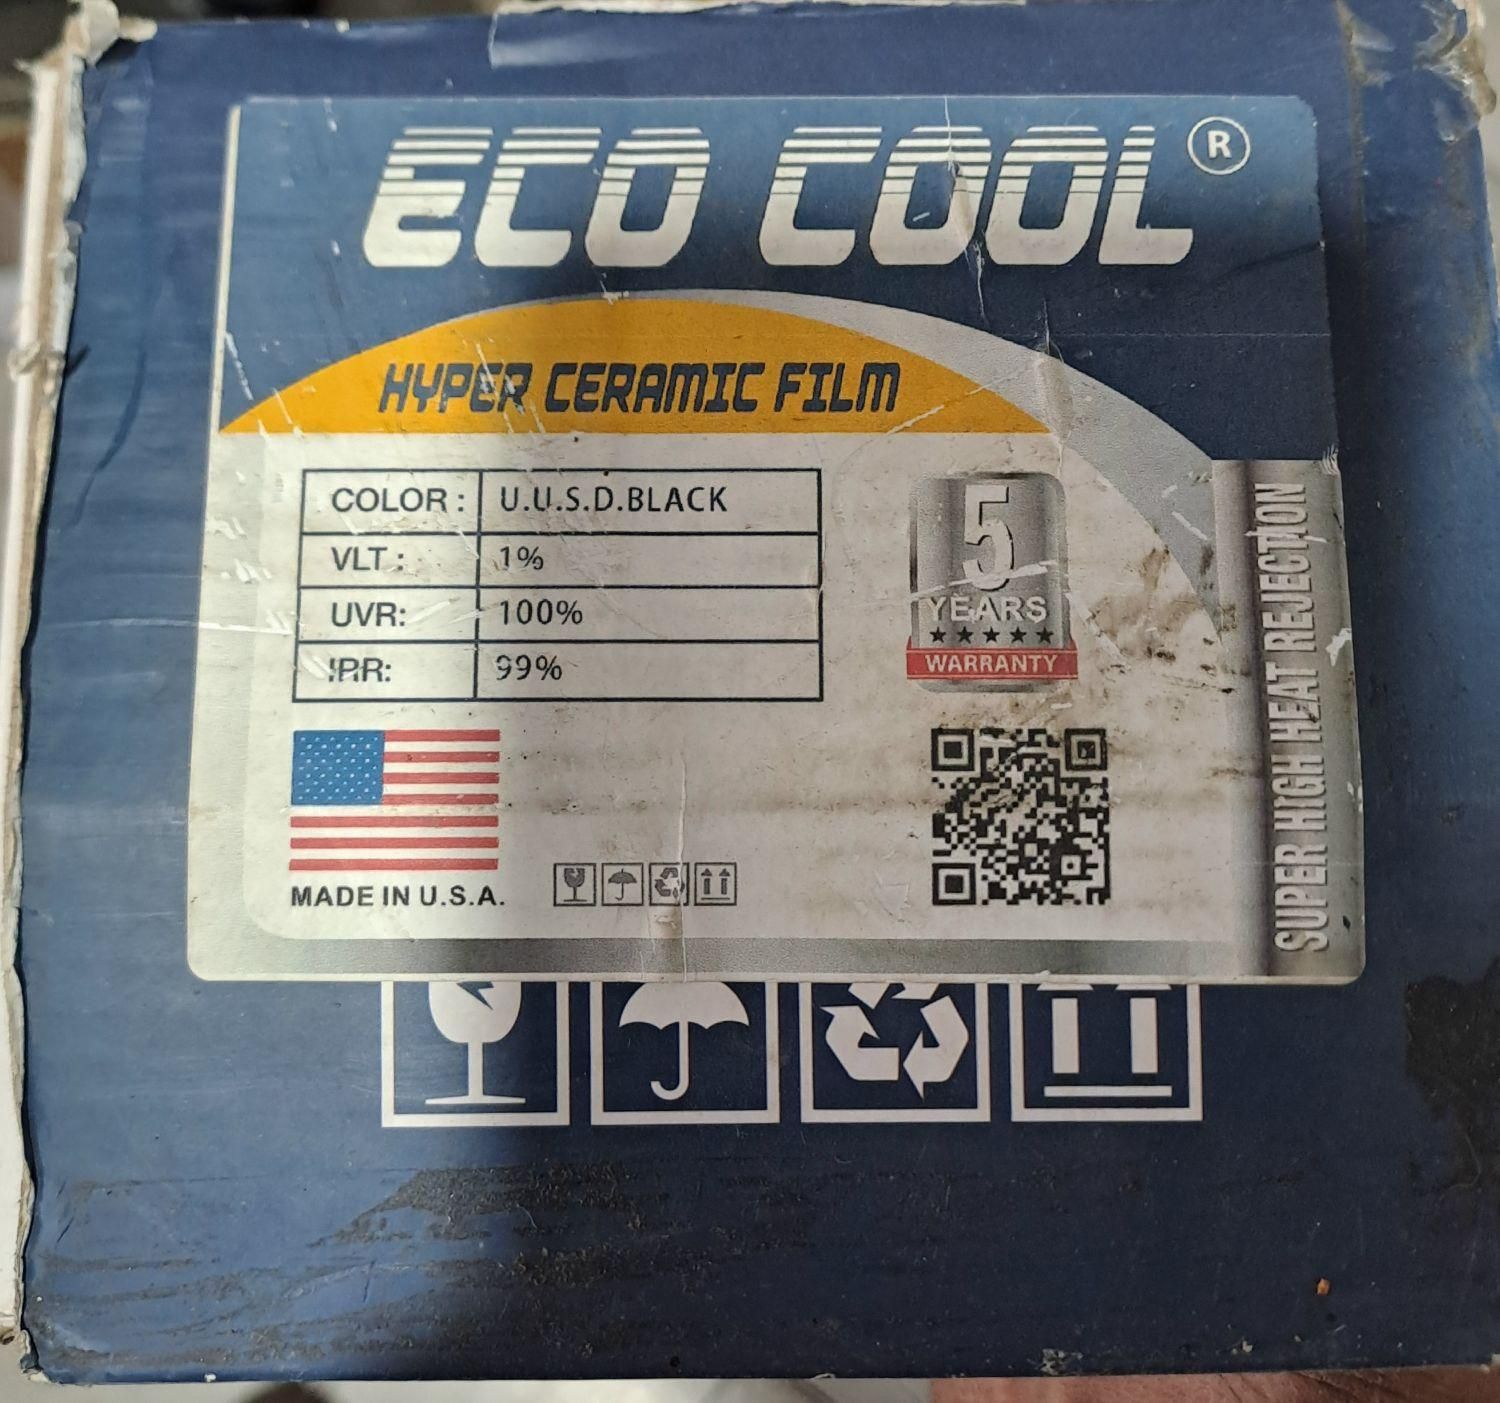 ECO COOL®
HYPER CERAMIC FILM
COLOR : U.U.S.D.BLACK
VLT : 1%
UVR: 100%
IRR: 99%
5
YEARS
WARRANTY
MADE IN U.S.A.
SUPER HIGH HEAT REJECTION